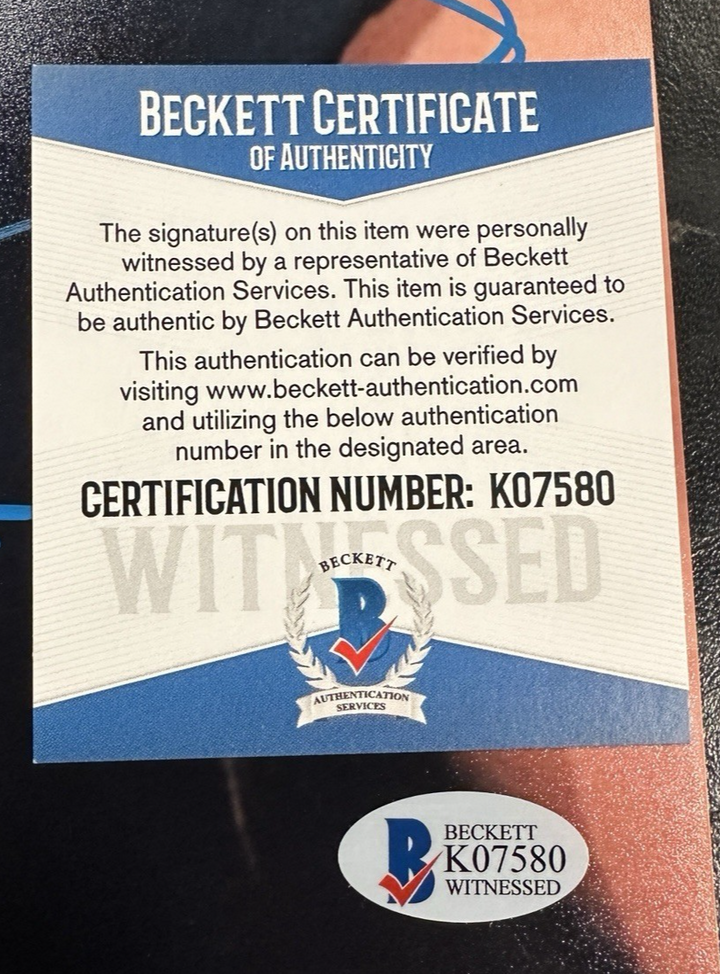 BECKETT CERTIFICATE
OF AUTHENTICITY
The signature(s) on this item were personally
witnessed by a representative of Beckett
Authentication Services. This item is guaranteed to
be authentic by Beckett Authentication Services.
This authentication can be verified by
visiting www.beckett-authentication.com
and utilizing the below authentication
number in the designated area.
CERTIFICATION NUMBER: K07580
WITNESSED
BECKETT
B
AUTHENTICATION
SERVICES
B
BECKETT
K07580
WITNESSED